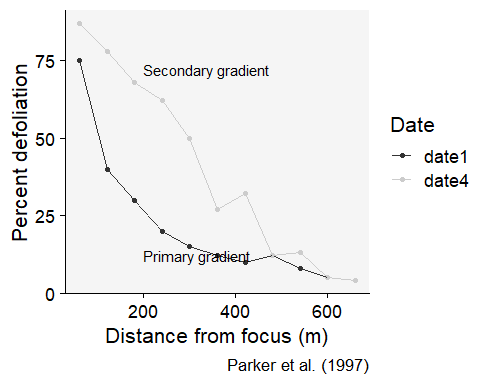 Percent defoliation
75
50
25
0
Secondary gradient
Primary gradient
200
400
600
Distance from focus (m)
Date
date1
date4
Parker et al. (1997)